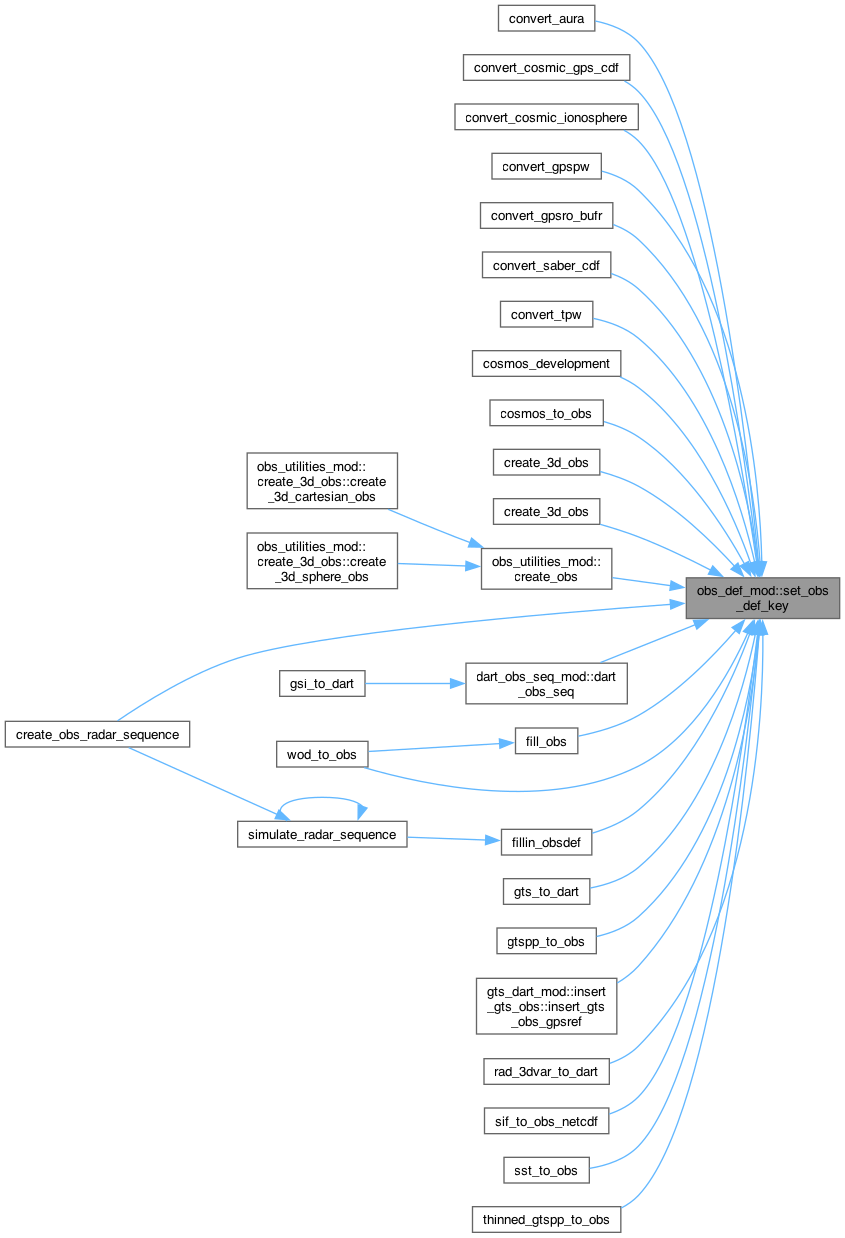 convert_aura
convert_cosmic_gps_cdf
convert_cosmic_ionosphere
convert_gpspw
convert_gpsro_bufr
convert_saber_cdf
convert_tpw
cosmos_development
cosmos_to_obs
create_3d_obs
create_3d_obs
obs_utilities_mod::
create_3d_obs::create
_3d_cartesian_obs
obs_utilities_mod::
create_3d_obs::create
_3d_sphere_obs
obs_utilities_mod::
create_obs
obs_def_mod::set_obs
_def_key
gsi_to_dart
dart_obs_seq_mod::dart
_obs_seq
create_obs_radar_sequence
wod_to_obs
fill_obs
simulate_radar_sequence
fillin_obsdef
gts_to_dart
gtspp_to_obs
gts_dart_mod::insert
_gts_obs::insert_gts
_obs_gpsref
rad_3dvar_to_dart
sif_to_obs_netcdf
sst_to_obs
thinned_gtspp_to_obs